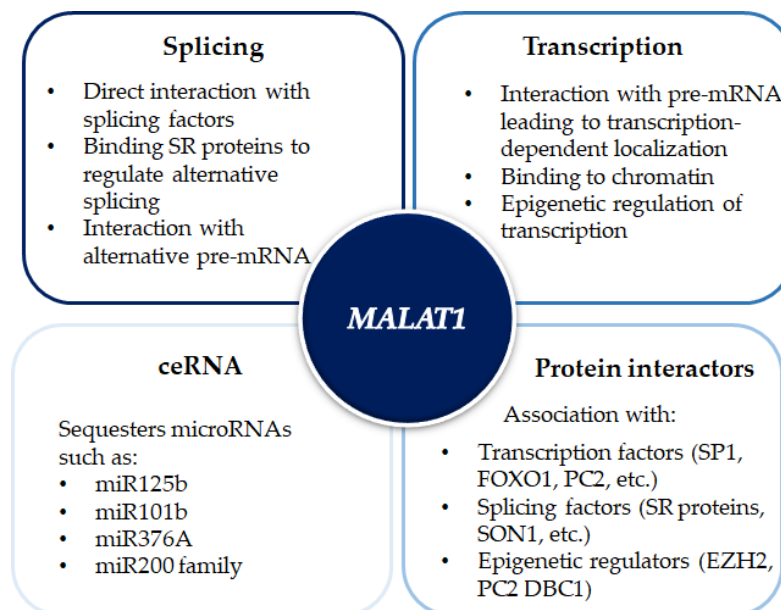 Splicing
• Direct interaction with
splicing factors
• Binding SR proteins to
regulate alternative
splicing
• Interaction with
alternative pre-mRNA
Transcription
• Interaction with pre-mRNA
leading to transcription-
dependent localization
• Binding to chromatin
• Epigenetic regulation of
transcription
MALAT1
ceRNA
Sequesters microRNAs
such as:
• miR125b
• miR101b
• miR376A
• miR200 family
Protein interactors
Association with:
• Transcription factors (SP1,
FOXO1, PC2, etc.)
• Splicing factors (SR proteins,
SON1, etc.)
• Epigenetic regulators (EZH2,
PC2 DBC1)